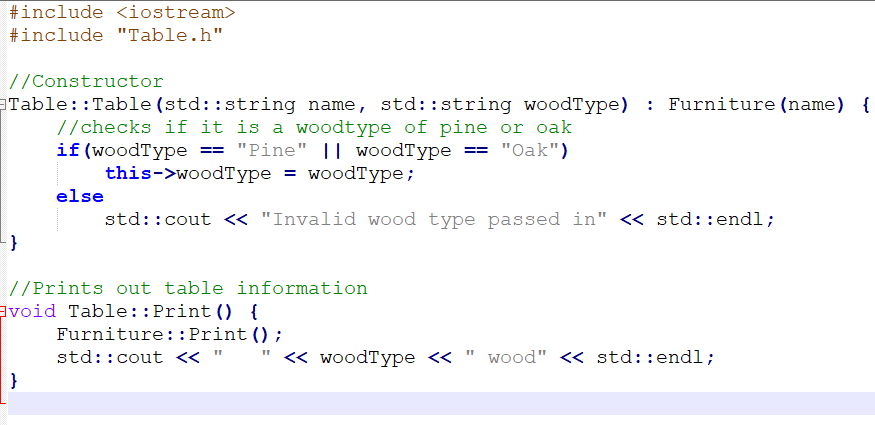 #include <iostream>
#include "Table.h"
//Constructor
Table::Table(std::string name, std::string woodType) : Furniture(name) {
//checks if it is a woodtype of pine or oak
if(woodType == "Pine" || woodType == "Oak")
this->woodType = woodType;
else
std::cout << "Invalid wood type passed in" << std::endl;
}
//Prints out table information
void Table::Print() {
Furniture::Print();
std::cout << "   " << woodType << " wood" << std::endl;
}